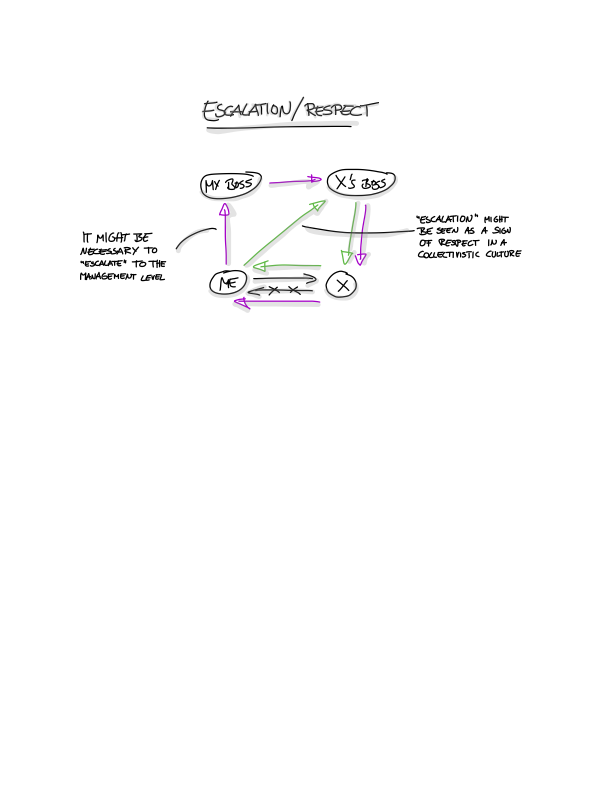 ESCALATION/RESPECT
MY BOSS
X'S BOSS
"ESCALATION" MIGHT
BE SEEN AS A SIGN
OF RESPECT IN A
COLLECTIVISTIC CULTURE
IT MIGHT BE
NECESSARY TO
"ESCALATE" TO THE
MANAGEMENT LEVEL
ME
X